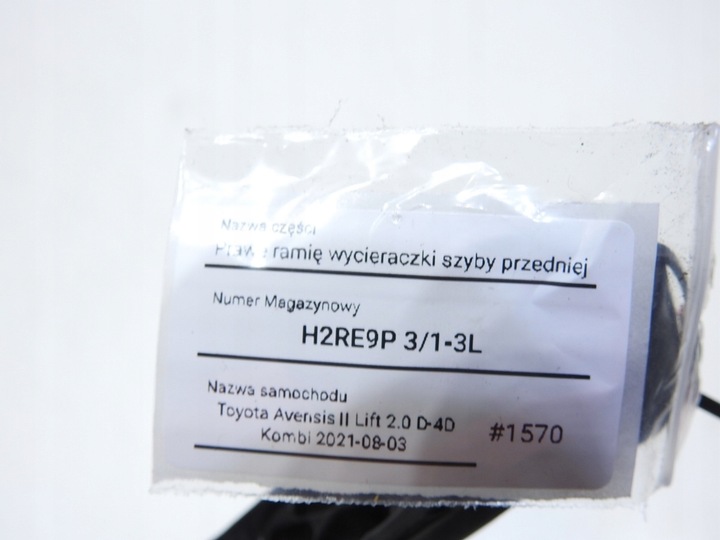 Nazwa części
Prawe ramię wycieraczki szyby przedniej
Numer Magazynowy
H2RE9P 3/1-3L
Nazwa samochodu
Toyota Avensis II Lift 2.0 D-4D
Kombi 2021-08-03
#1570